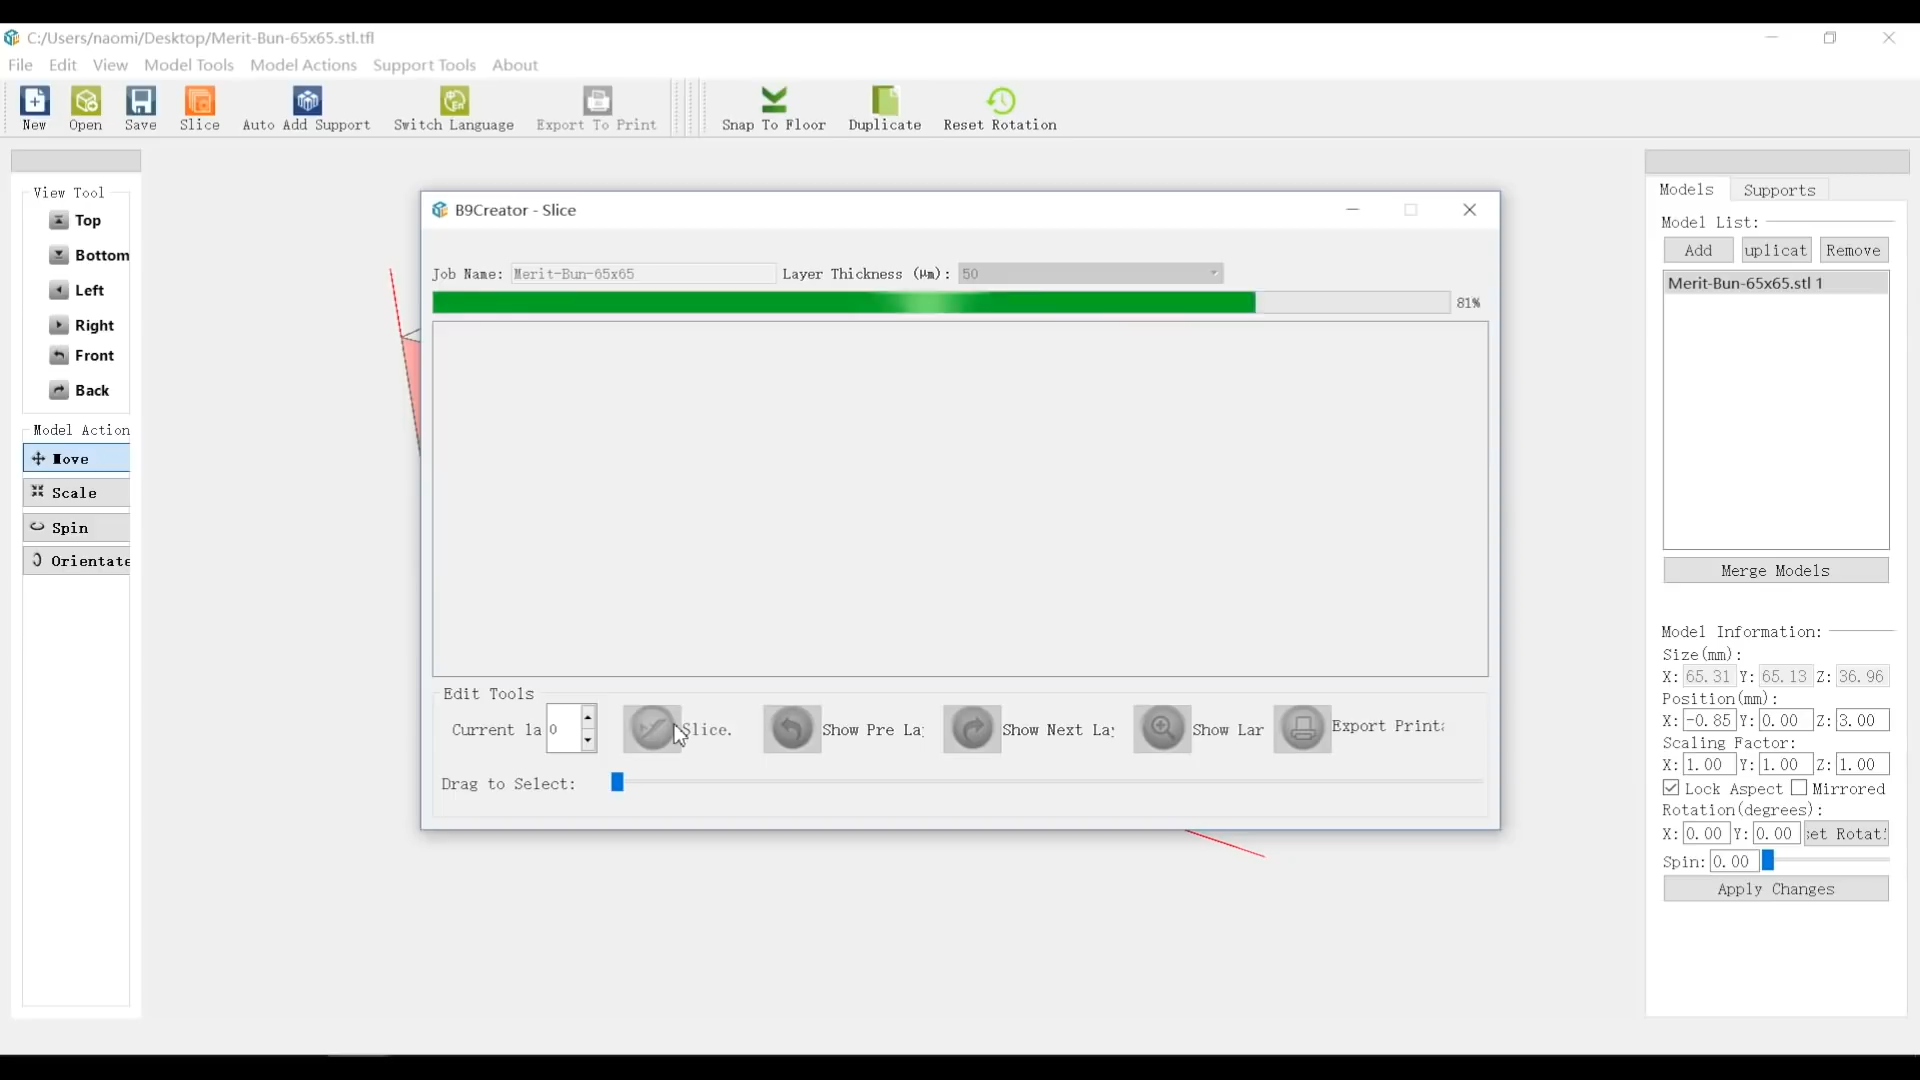 C:/Users/naomi/Desktop/Merit-Bun-65x65.stl.tfl
File Edit View Model Tools Model Actions Support Tools About
New Open Save Slice Auto Add Support Switch Language Export To Print Snap To Floor Duplicate Reset Rotation
View Tool
Top
Bottom
Left
Right
Front
Back
Model Action
Move
Scale
Spin
Orientate
B9Creator - Slice
Job Name: Merit-Bun-65x65 Layer Thickness (µm): 50
81%
Edit Tools
Current la 0 Slice. Show Pre La Show Next La Show Lar Export Print
Drag to Select:
Models Supports
Model List:
Add uplicat Remove
Merit-Bun-65x65.stl 1
Merge Models
Model Information:
Size(mm):
X: 65.31 Y: 65.13 Z: 36.96
Position(mm):
X: -0.85 Y: 0.00 Z: 3.00
Scaling Factor:
X: 1.00 Y: 1.00 Z: 1.00
Lock Aspect Mirrored
Rotation(degrees):
X: 0.00 Y: 0.00 set Rotat
Spin: 0.00
Apply Changes